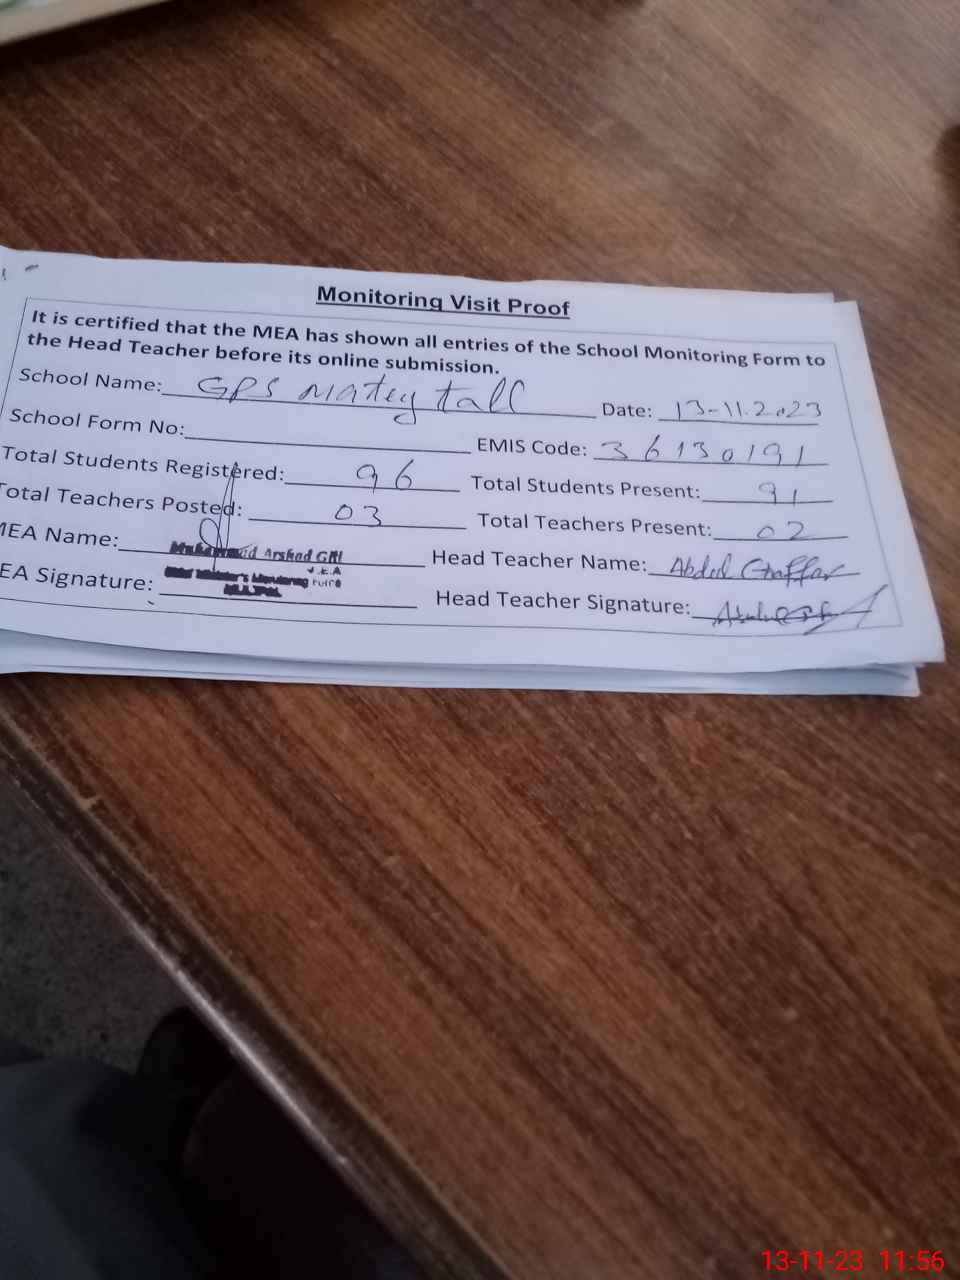 Monitoring Visit Proof
It is certified that the MEA has shown all entries of the School Monitoring Form to
the Head Teacher before its online submission.
School Name: GPS Matey tall Date: 13-11.2023
School Form No: EMIS Code: 36130191
Total Students Registered: 96 Total Students Present: 91
Total Teachers Posted: 03 Total Teachers Present: 02
MEA Name: Muhammad Arshad Gill Head Teacher Name: Abdul Ghaffar
EA Signature: Head Teacher Signature:
13-11-23 11:56